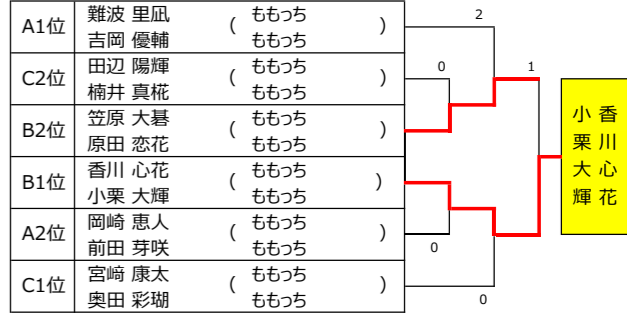 A1位 難波 里凪 ( ももっち )
吉岡 優輔 ももっち
2
C2位 田辺 陽輝 ( ももっち )
楠井 真椛 ももっち
0 1
B2位 笠原 大碁 ( ももっち )
原田 恋花 ももっち
B1位 香川 心花 ( ももっち )
小栗 大輝 ももっち
A2位 岡崎 恵人 ( ももっち )
前田 芽咲 ももっち
0
C1位 宮﨑 康太 ( ももっち )
奥田 彩瑚 ももっち
0
香川心花
小栗大輝